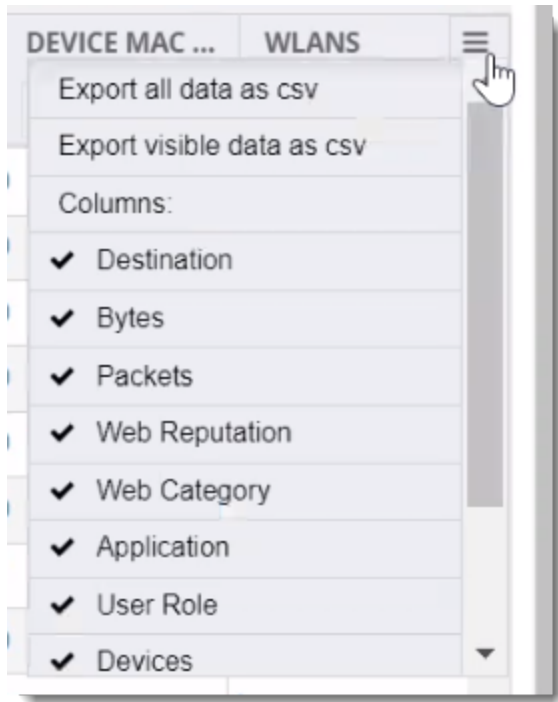 DEVICE MAC ... WLANS
Export all data as csv
Export visible data as csv
Columns:
Destination
Bytes
Packets
Web Reputation
Web Category
Application
User Role
Devices